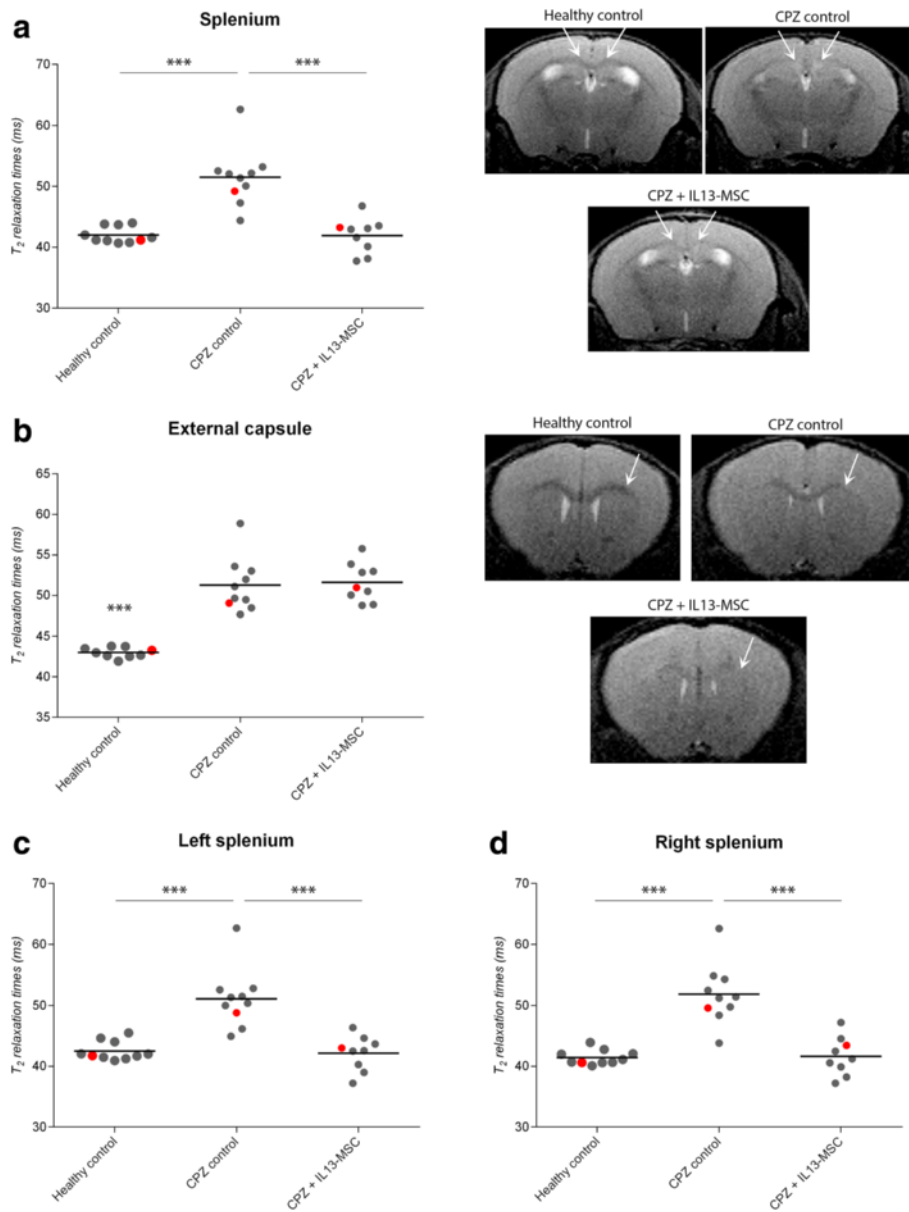 a
Splenium
T2 relaxation times (ms)
70
60
50
40
30
***
***
Healthy control
CPZ control
CPZ + IL13-MSC
Healthy control
CPZ control
CPZ + IL13-MSC
b
External capsule
T2 relaxation times (ms)
65
60
55
50
45
40
35
***
Healthy control
CPZ control
CPZ + IL13-MSC
Healthy control
CPZ control
CPZ + IL13-MSC
c
Left splenium
T2 relaxation times (ms)
70
60
50
40
30
***
***
Healthy control
CPZ control
CPZ + IL13-MSC
d
Right splenium
T2 relaxation times (ms)
70
60
50
40
30
***
***
Healthy control
CPZ control
CPZ + IL13-MSC